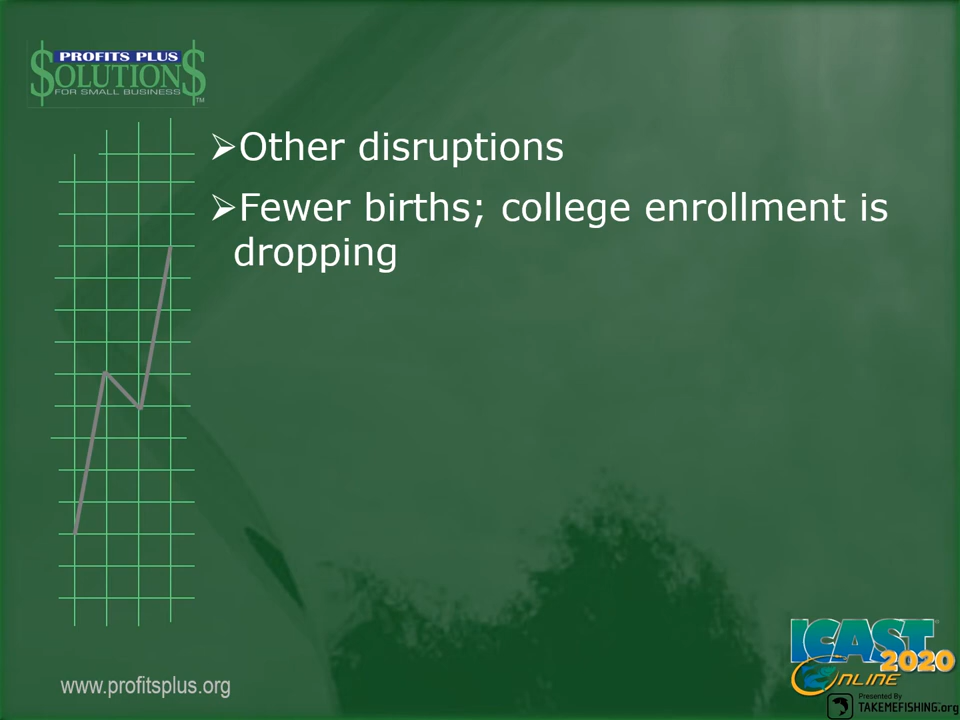 PROFITS PLUS
$OLUTION$
FOR SMALL BUSINESS
TM
➢Other disruptions
➢Fewer births; college enrollment is
dropping
www.profitsplus.org
ICAST
2020
ONLINE
Presented By
TAKEMEFISHING.org